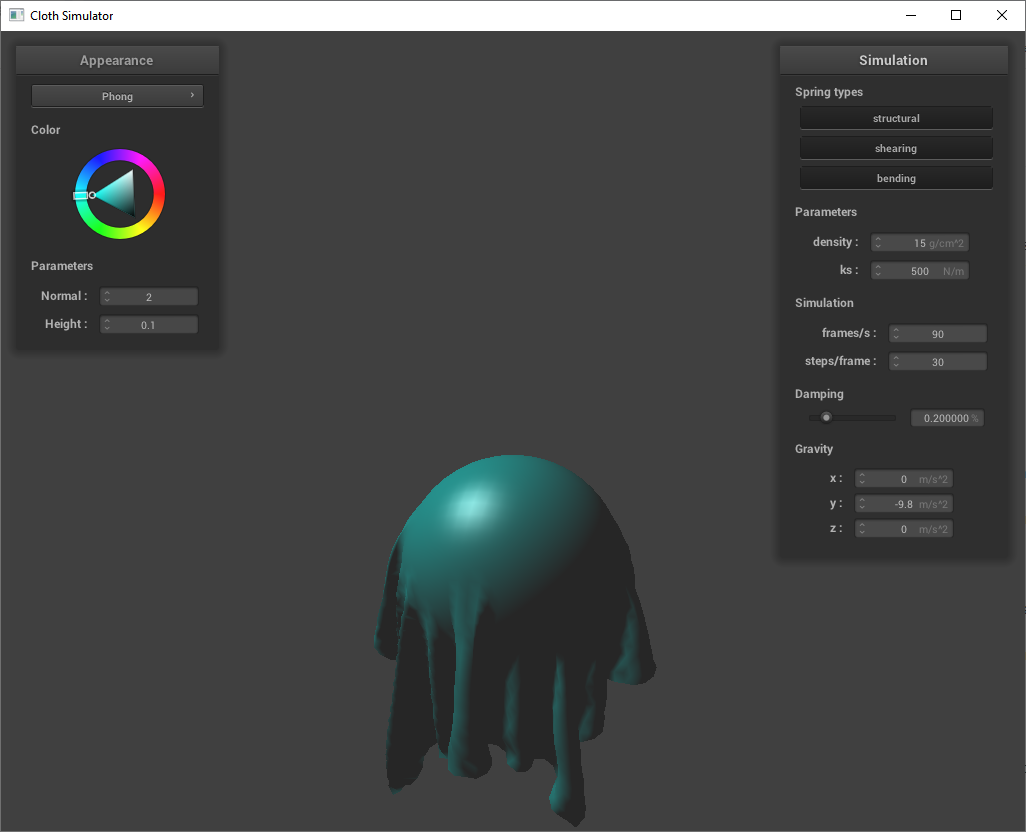 Cloth Simulator
Appearance
Phong
Color
Parameters
Normal : 2
Height : 0.1
Simulation
Spring types
structural
shearing
bending
Parameters
density : 15 g/cm^2
ks : 500 N/m
Simulation
frames/s : 90
steps/frame : 30
Damping
0.200000 %
Gravity
x : 0 m/s^2
y : -9.8 m/s^2
z : 0 m/s^2